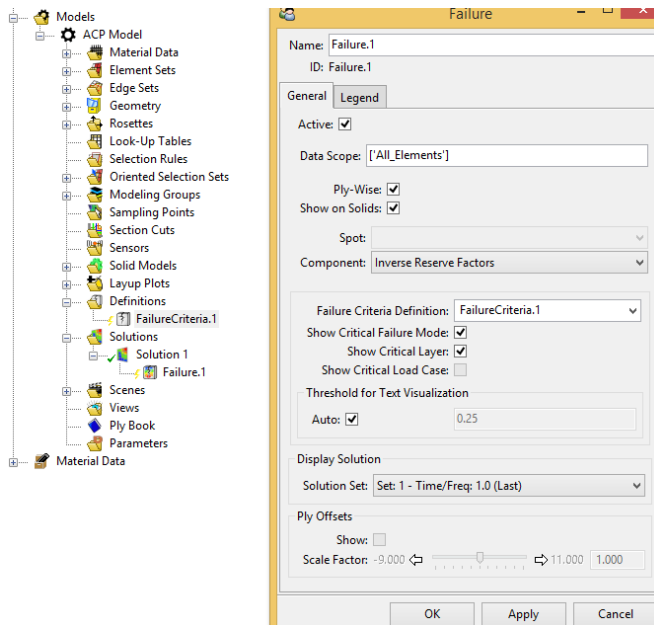 Models
ACP Model
Material Data
Element Sets
Edge Sets
Geometry
Rosettes
Look-Up Tables
Selection Rules
Oriented Selection Sets
Modeling Groups
Sampling Points
Section Cuts
Sensors
Solid Models
Layup Plots
Definitions
FailureCriteria.1
Solutions
Solution 1
Failure.1
Scenes
Views
Ply Book
Parameters
Material Data
Failure
Name: Failure.1
ID: Failure.1
General Legend
Active:
Data Scope: ['All_Elements']
Ply-Wise:
Show on Solids:
Spot:
Component: Inverse Reserve Factors
Failure Criteria Definition: FailureCriteria.1
Show Critical Failure Mode:
Show Critical Layer:
Show Critical Load Case:
Threshold for Text Visualization
Auto: 0.25
Display Solution
Solution Set: Set: 1 - Time/Freq: 1.0 (Last)
Ply Offsets
Show:
Scale Factor: -9.000 11.000 1.000
OK Apply Cancel